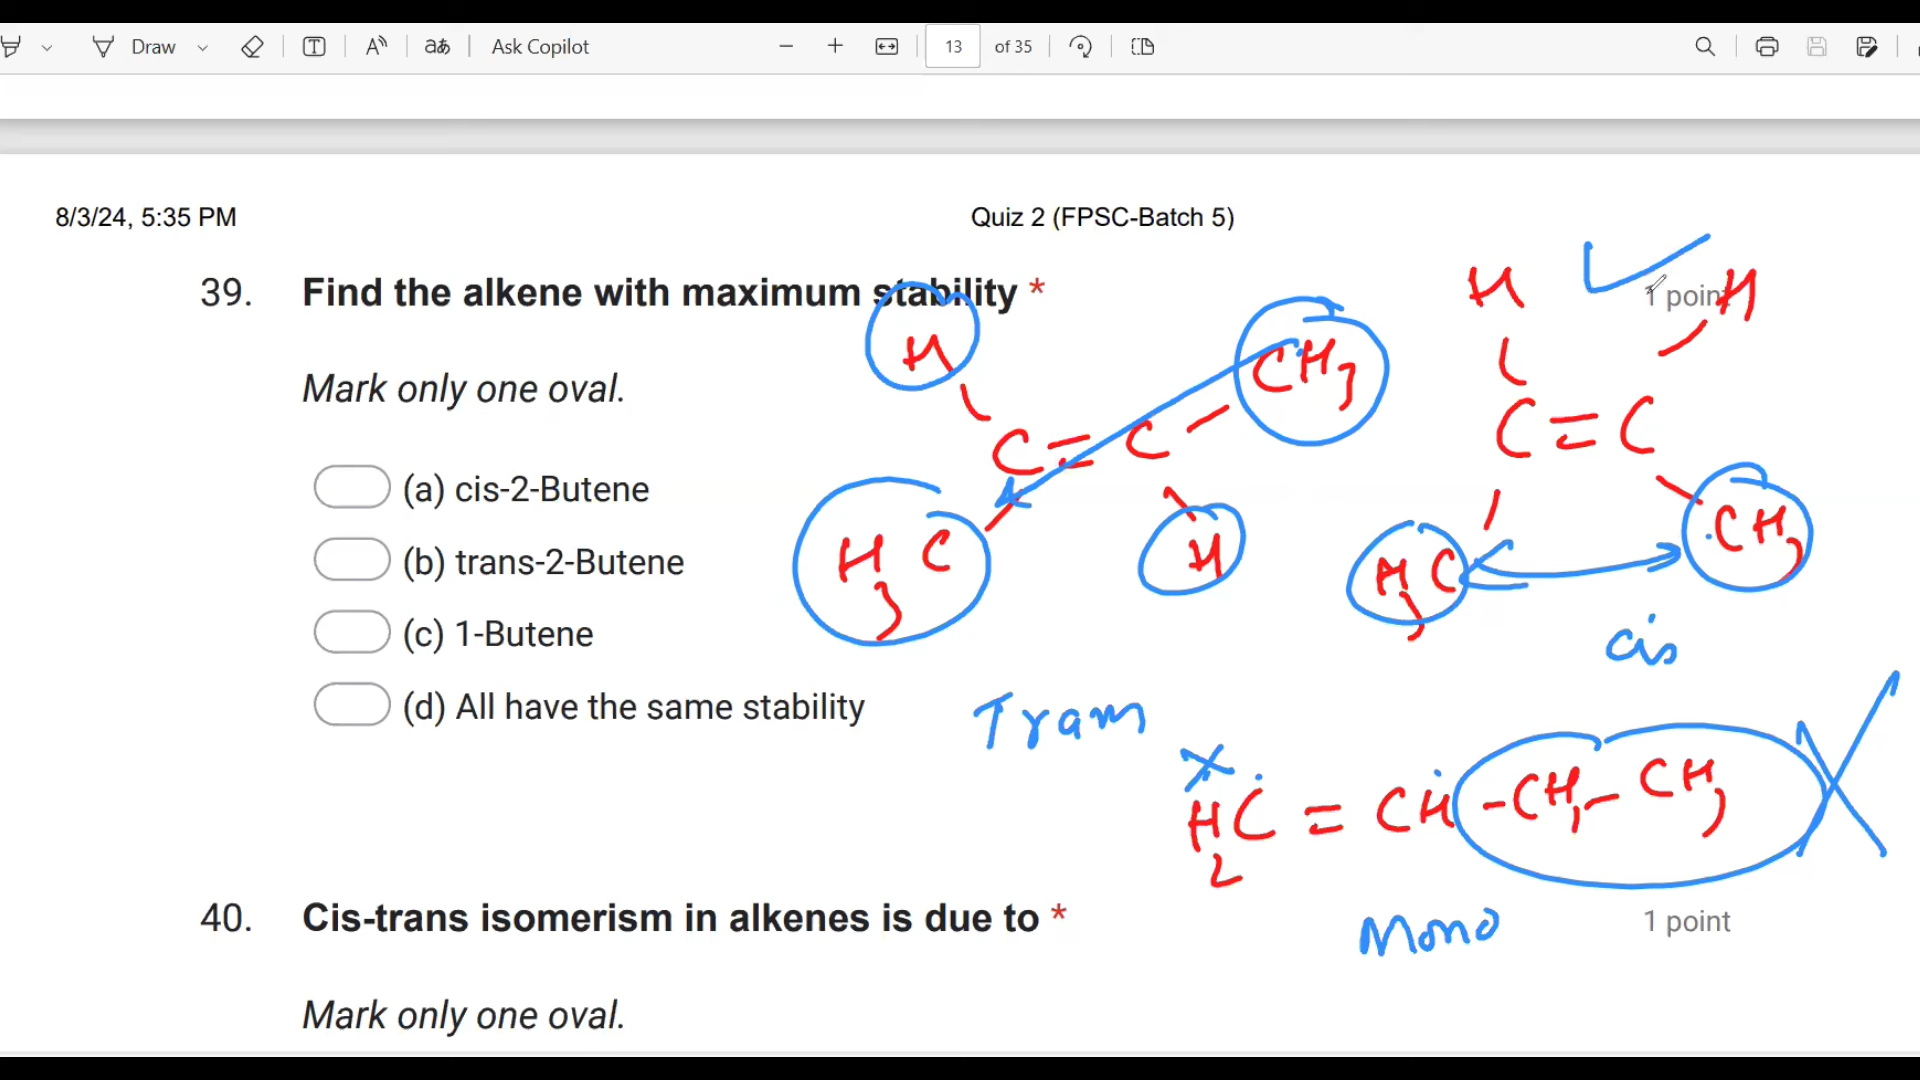 Draw aあ Ask Copilot 13 of 35
8/3/24, 5:35 PM Quiz 2 (FPSC-Batch 5)
39. Find the alkene with maximum stability * 1 point
Mark only one oval.
(a) cis-2-Butene
(b) trans-2-Butene
(c) 1-Butene
(d) All have the same stability
H CH3
C = C
H3C H
Trans
H H
C = C
H3C CH3
cis
H2C = CH - CH2 - CH3
Mono
40. Cis-trans isomerism in alkenes is due to * 1 point
Mark only one oval.